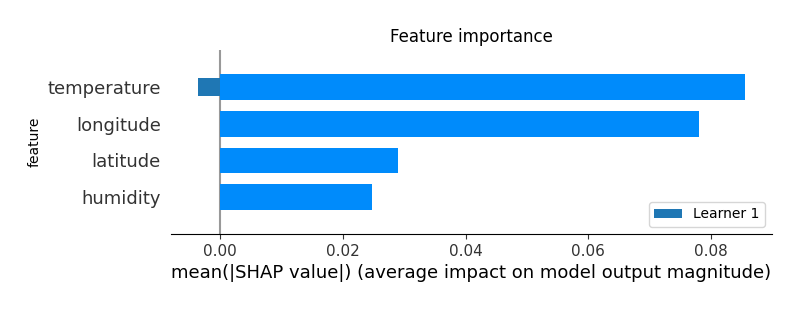 Feature importance
feature
temperature
longitude
latitude
humidity
Learner 1
0.00 0.02 0.04 0.06 0.08
mean(|SHAP value|) (average impact on model output magnitude)